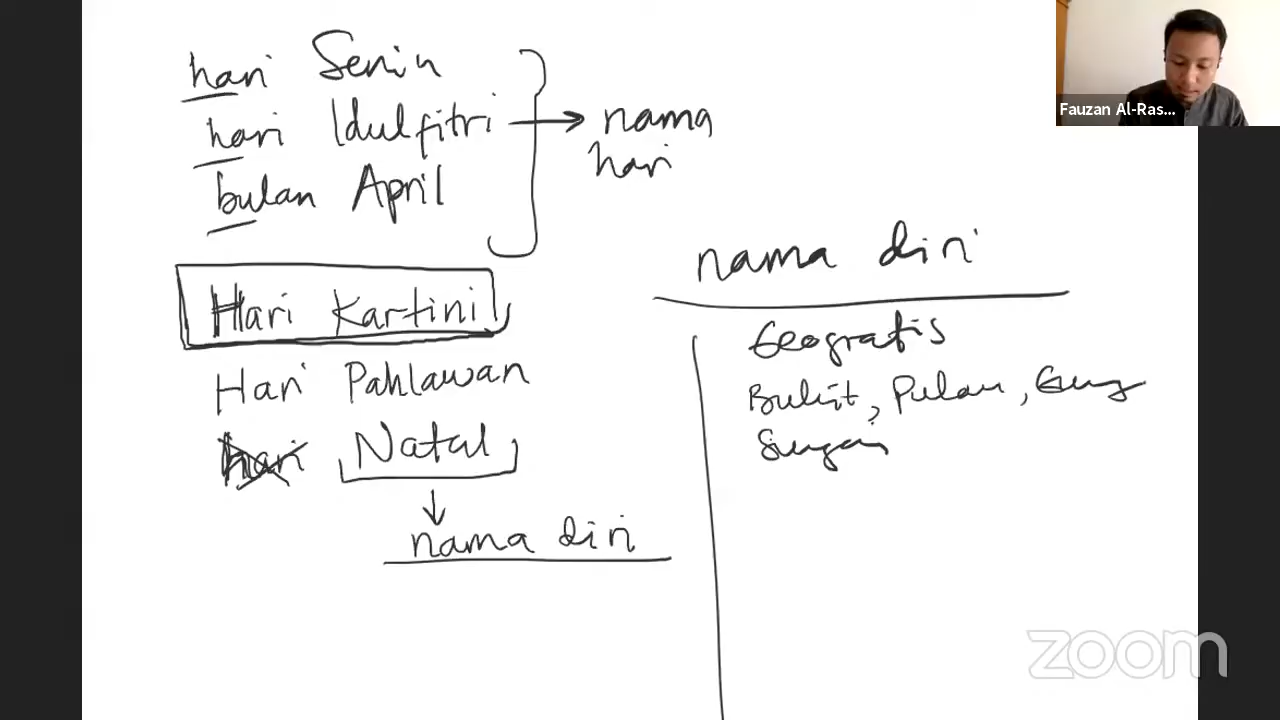 hari Senin
hari Idulfitri
bulan April
nama
hari
Hari Kartini
Hari Pahlawan
hari Natal
nama diri
nama diri
Geografis
Bukit, Pulau,
Sungai
Fauzan Al-Ras...
zoom